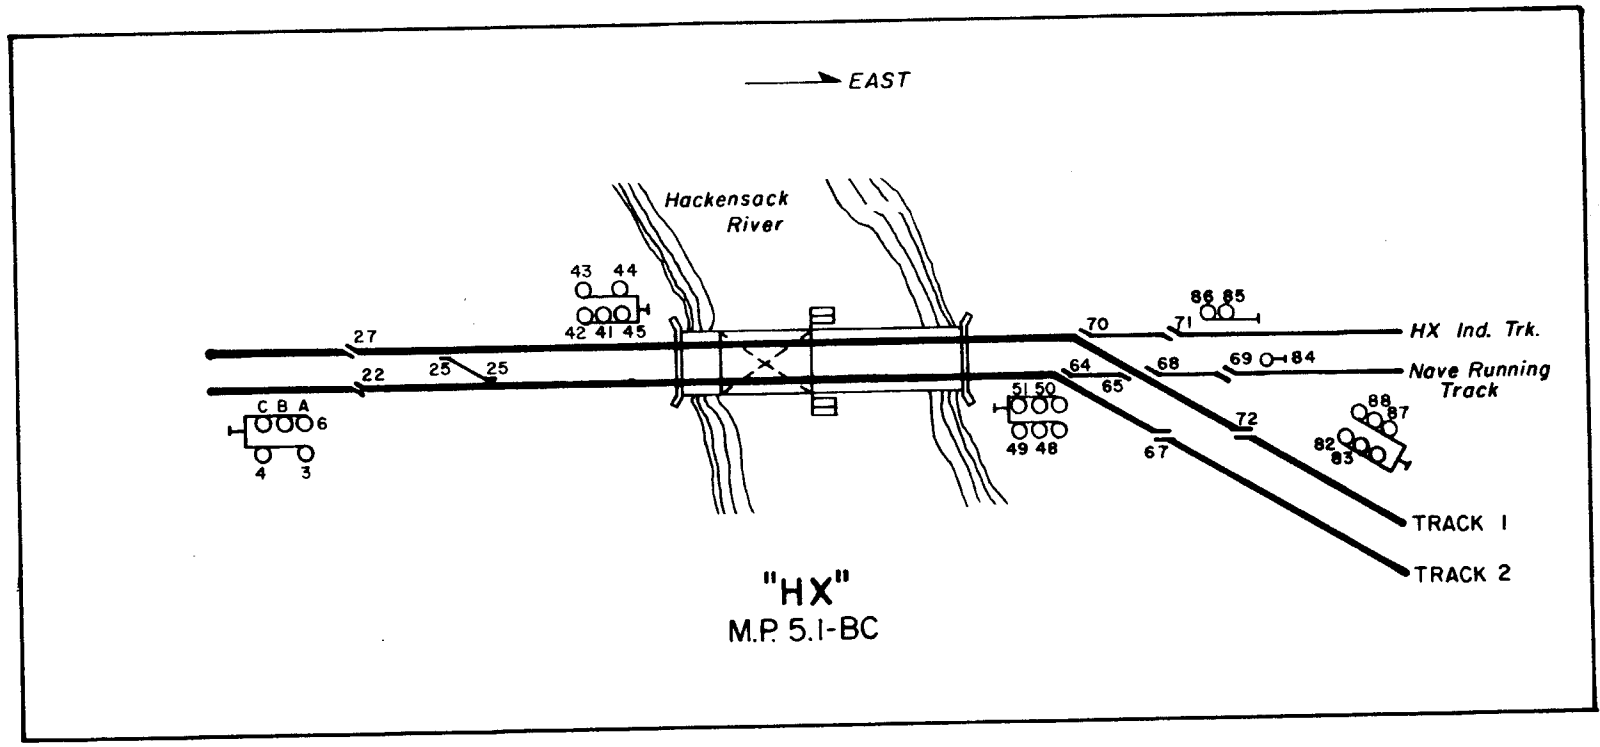 EAST
Hackensack
River
43 44
42 41 45
27
25 25
22
C B A
6
4 3
70
71
86 85
HX Ind. Trk.
64
65
68
69
84
Nave Running
Track
51 50
49 48
67
72
88
87
82
83
TRACK 1
TRACK 2
"HX"
M.P. 5.1-BC